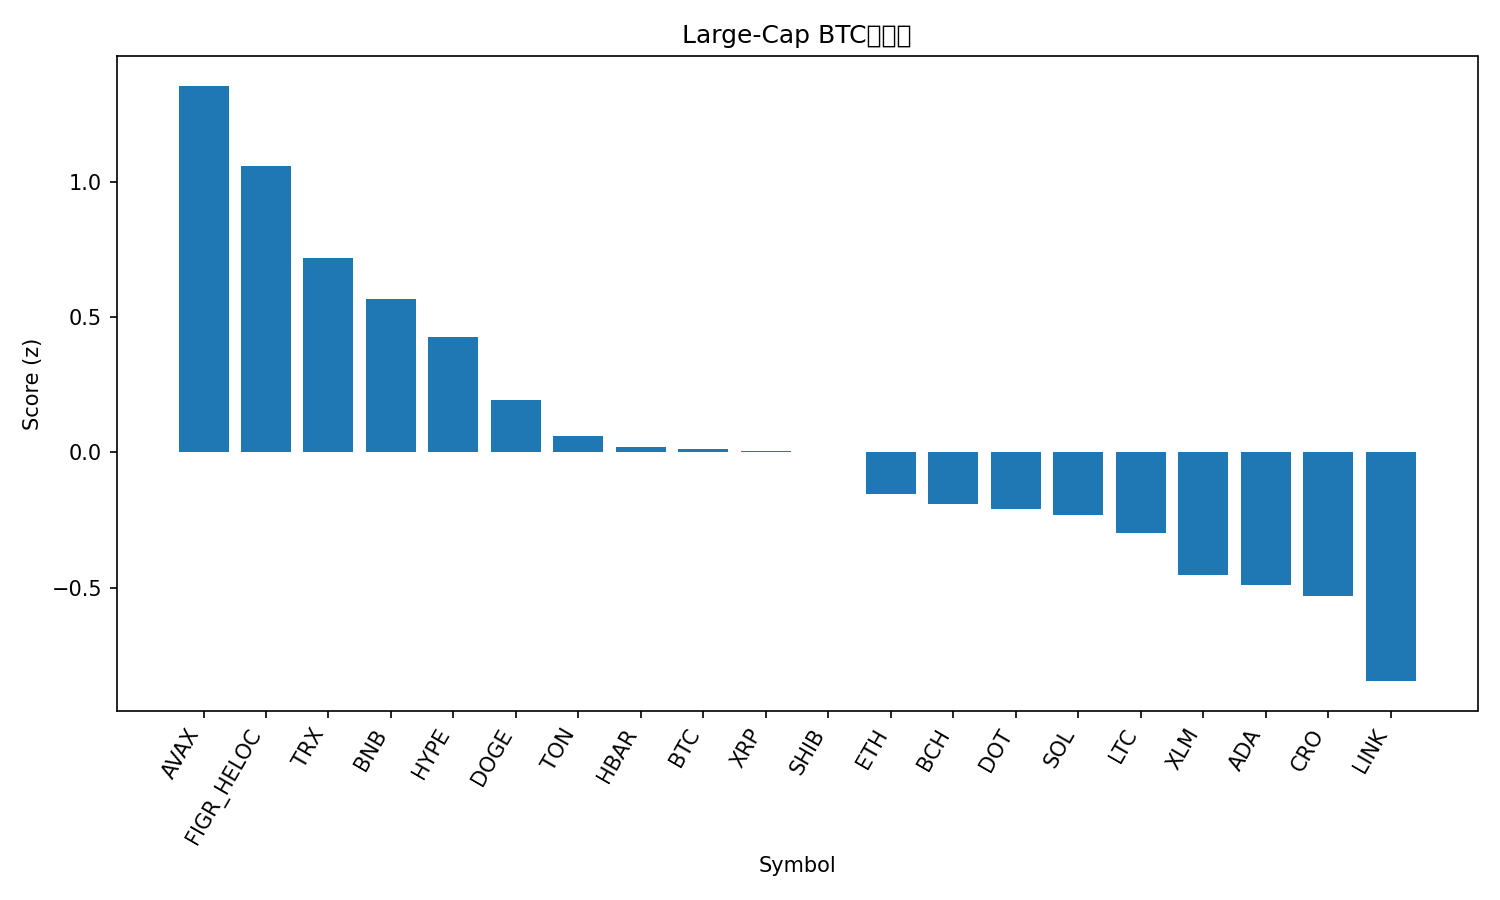 Large-Cap BTC
Score (z)
1.0
0.5
0.0
−0.5
AVAX
FIGR_HELOC
TRX
BNB
HYPE
DOGE
TON
HBAR
BTC
XRP
SHIB
ETH
BCH
DOT
SOL
LTC
XLM
ADA
CRO
LINK
Symbol